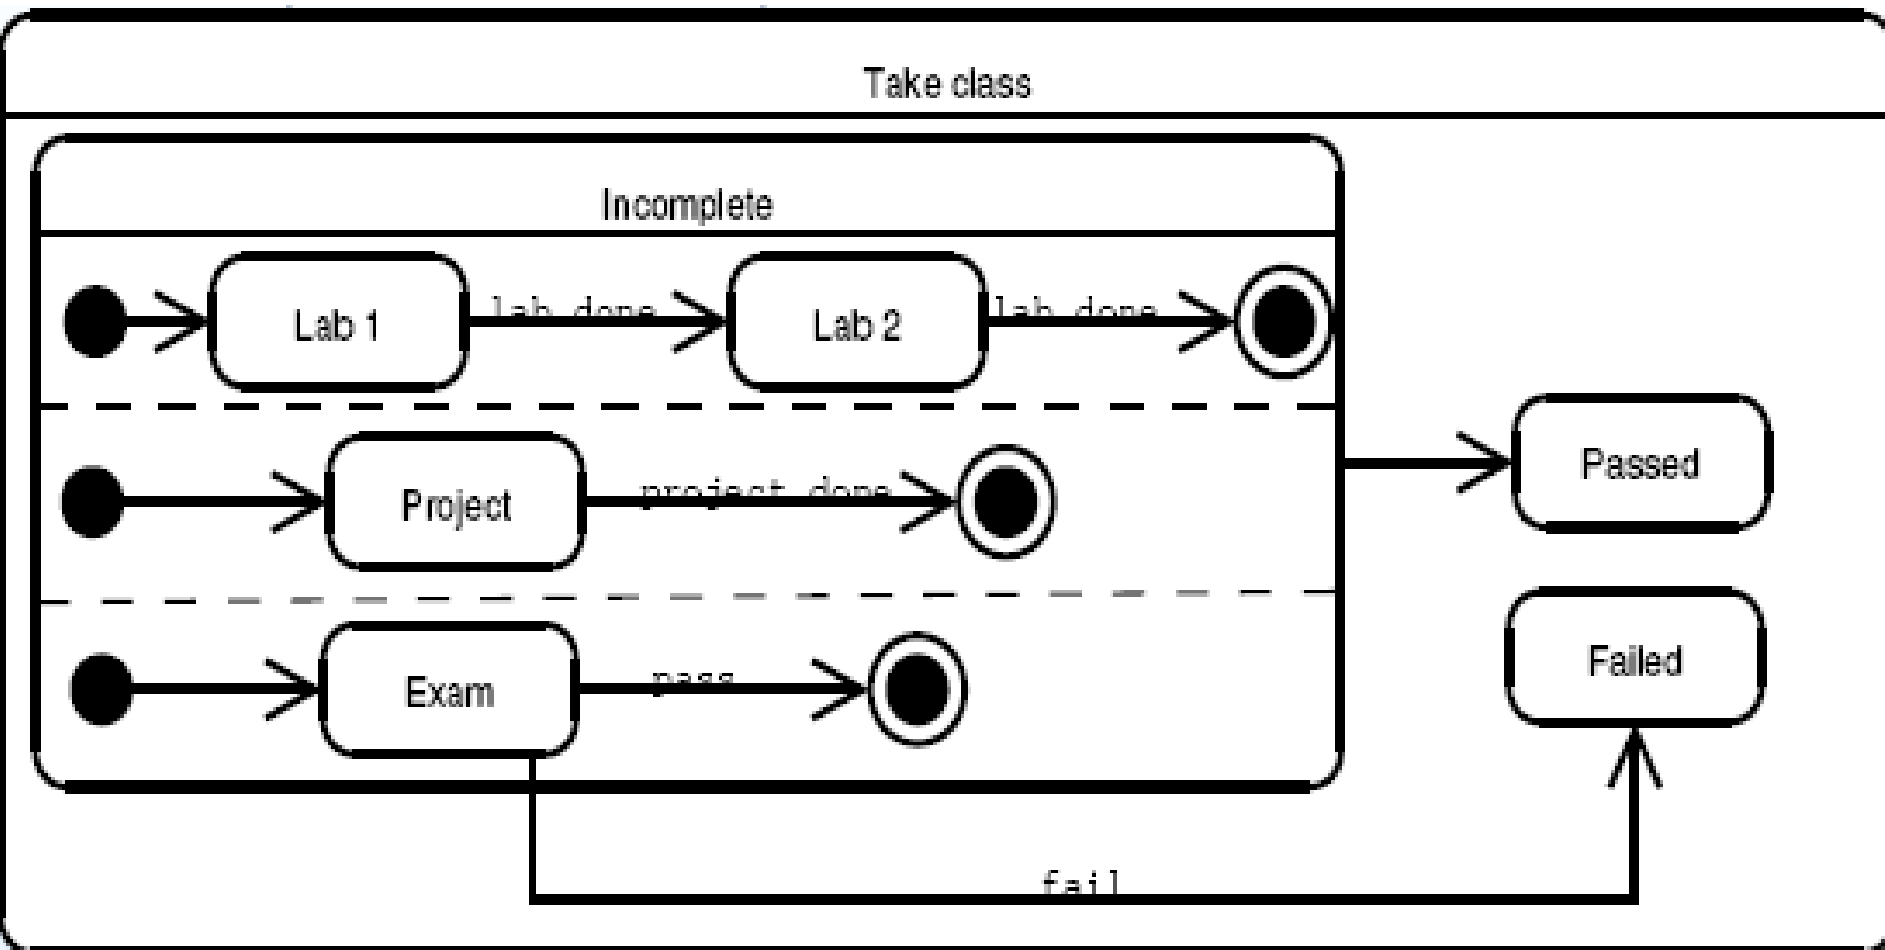 Take class
Incomplete
Lab 1
lab done
Lab 2
lab done
Project
project done
Passed
Exam
pass
Failed
fail